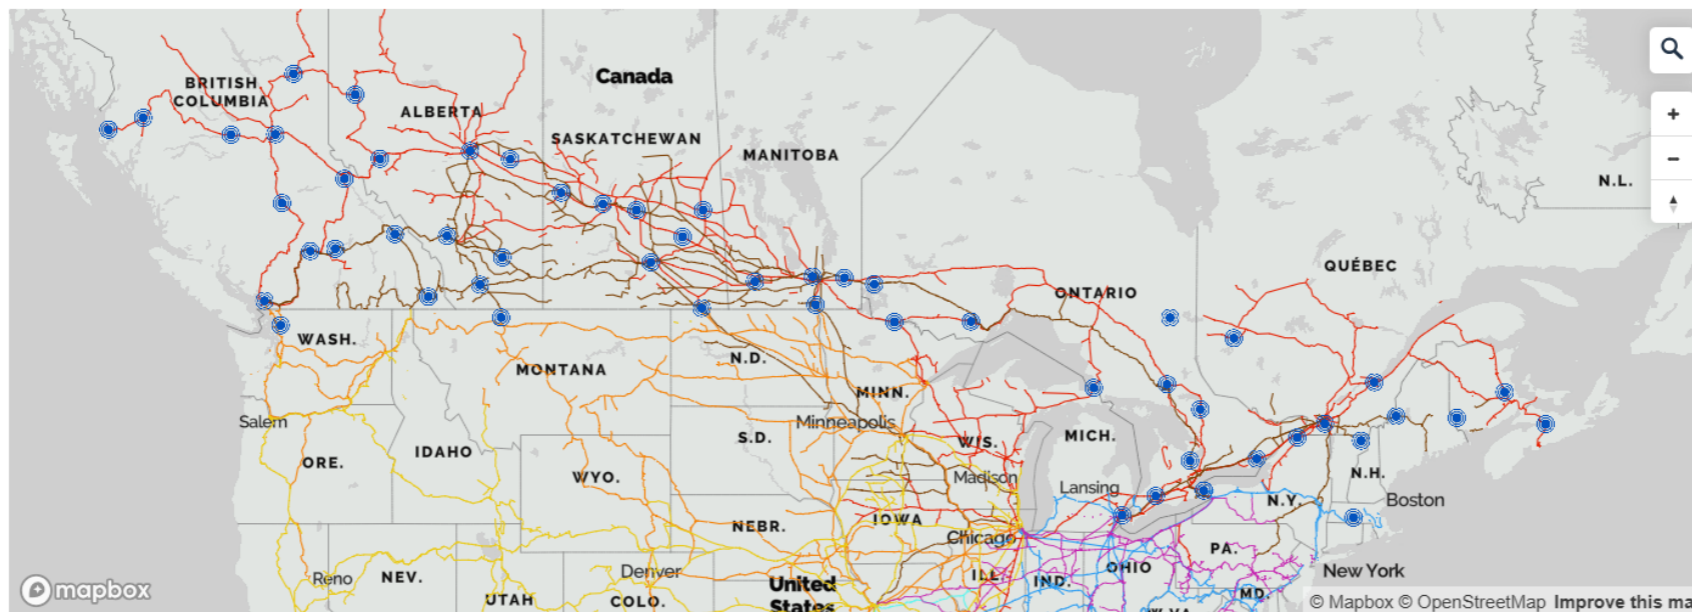 Canada
BRITISH
COLUMBIA
ALBERTA
SASKATCHEWAN
MANITOBA
N.L.
QUÉBEC
ONTARIO
WASH.
N.D.
MONTANA
MINN.
Salem
Minneapolis
S.D.
WIS.
MICH.
IDAHO
ORE.
WYO.
Madison
Lansing
N.H.
N.Y.
Boston
IOWA
NEBR.
Chicago
PA.
OHIO
New York
Reno
NEV.
Denver
United
States
ILL.
IND.
MD.
UTAH
COLO.
W.VA.
mapbox
© Mapbox © OpenStreetMap Improve this ma